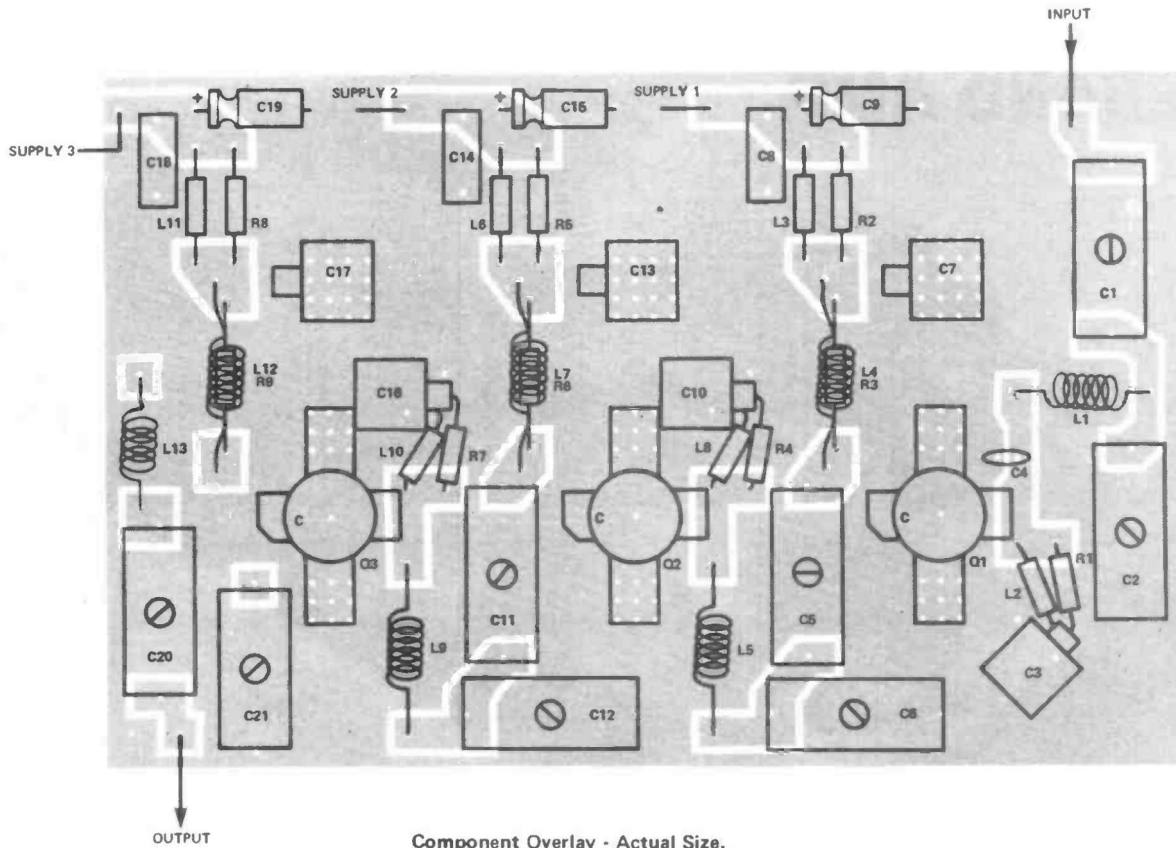 INPUT
SUPPLY 3
C19
SUPPLY 2
C15
SUPPLY 1
C9
C18
C14
C8
L11
R8
L6
R5
L3
R2
C17
C13
C7
C1
L12
R9
L7
R6
L4
R3
C16
C10
L1
L13
L10
R7
L8
R4
C4
C
Q3
C
Q2
C
Q1
L2
R1
C2
C20
C21
L9
C11
L5
C5
C3
C12
C6
OUTPUT
Component Overlay - Actual Size.